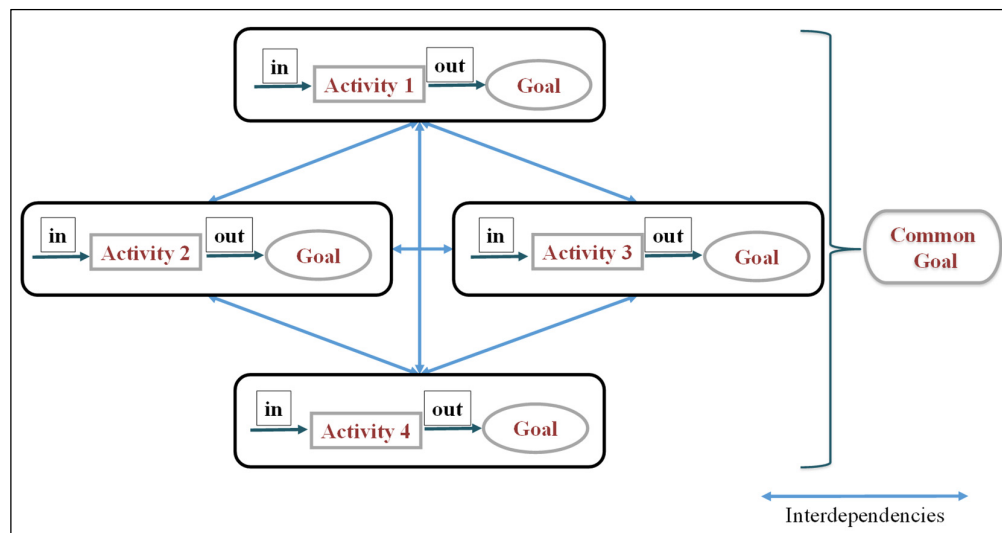 in
out
Activity 1
Goal
in
out
Activity 2
Goal
in
out
Activity 3
Goal
Common
Goal
in
out
Activity 4
Goal
Interdependencies